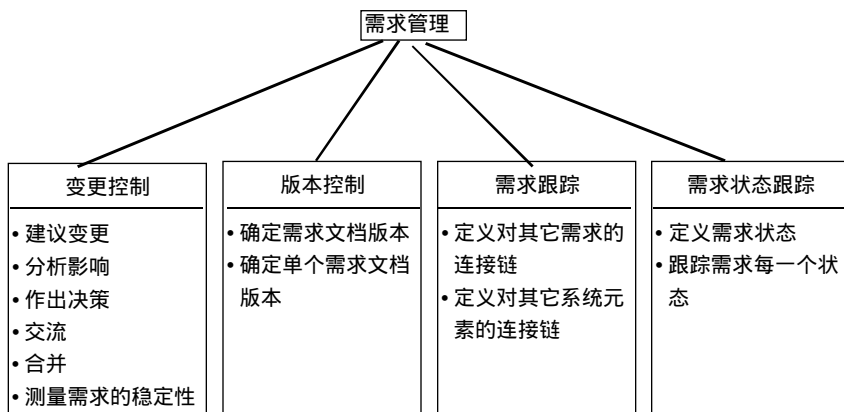 需求管理
变更控制
• 建议变更
• 分析影响
• 作出决策
• 交流
• 合并
• 测量需求的稳定性
版本控制
• 确定需求文档版本
• 确定单个需求文档
版本
需求跟踪
• 定义对其它需求的
连接链
• 定义对其它系统元
素的连接链
需求状态跟踪
• 定义需求状态
• 跟踪需求每一个状
态